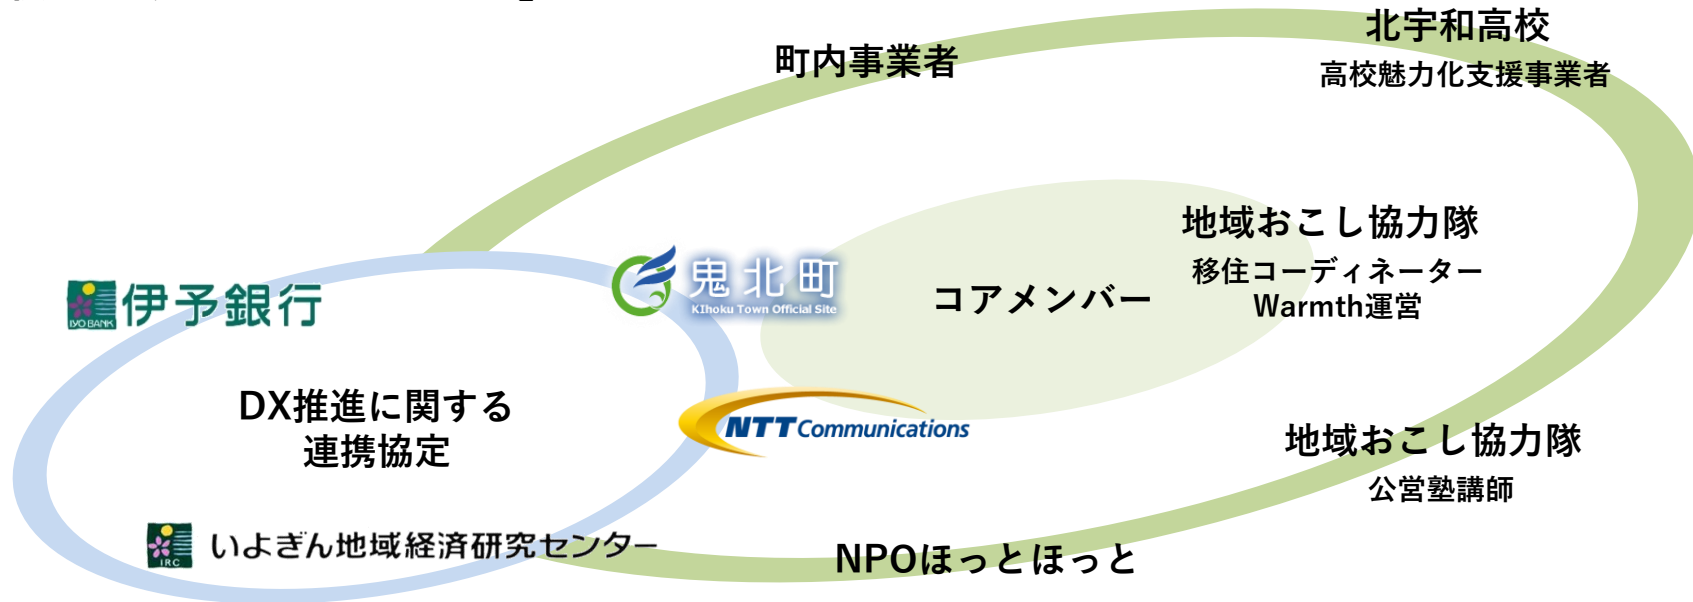 北宇和高校
高校魅力化支援事業者
町内事業者
地域おこし協力隊
移住コーディネーター
Warmth運営
鬼北町
KIhoku Town Official Site
コアメンバー
伊予銀行
IYO BANK
DX推進に関する
連携協定
NTT Communications
地域おこし協力隊
公営塾講師
いよぎん地域経済研究センター
IRC
NPOほっとほっと